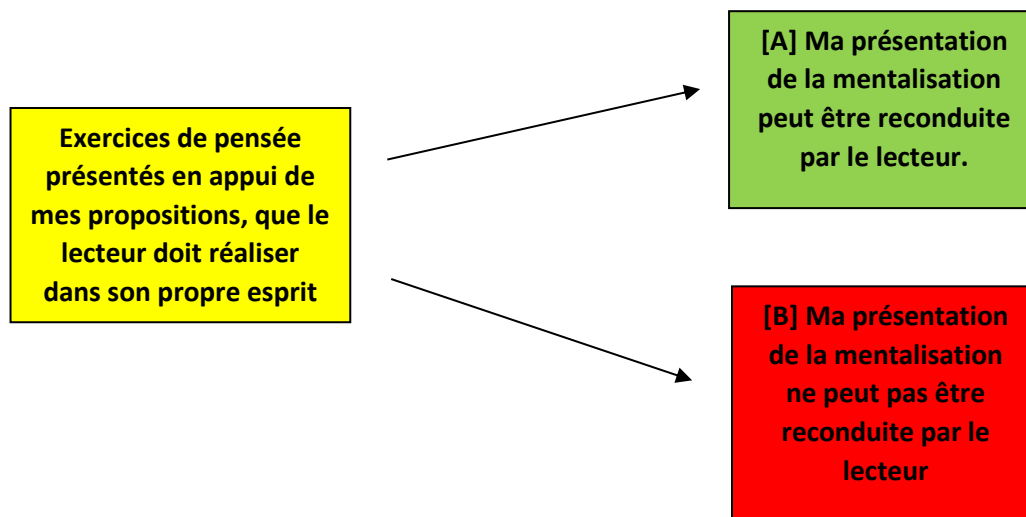 Exercices de pensée
présentés en appui de
mes propositions, que le
lecteur doit réaliser
dans son propre esprit
[A] Ma présentation
de la mentalisation
peut être reconduite
par le lecteur.
[B] Ma présentation
de la mentalisation
ne peut pas être
reconduite par le
lecteur